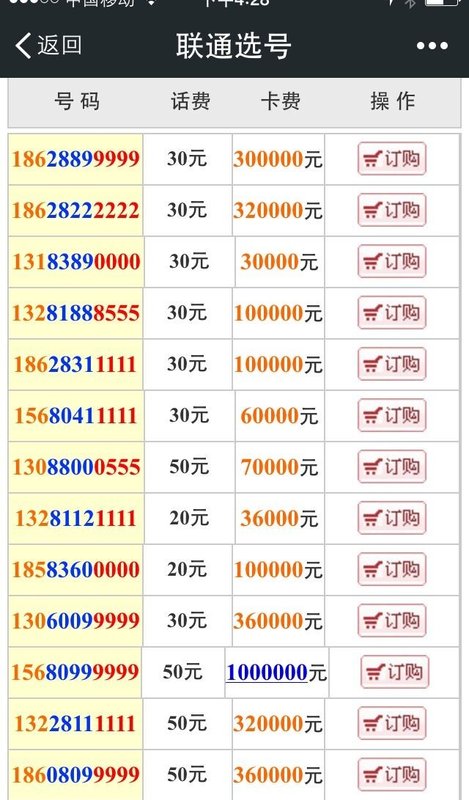 中国移动 下午4:28
返回 联通选号
号码 话费 卡费 操作
18628899999 30元 300000元 订购
18628222222 30元 320000元 订购
13183890000 30元 30000元 订购
13281888555 30元 100000元 订购
18628311111 30元 100000元 订购
15680411111 30元 60000元 订购
13088000555 50元 70000元 订购
13281121111 20元 36000元 订购
18583600000 20元 100000元 订购
13060099999 30元 360000元 订购
15680999999 50元 1000000元 订购
13228111111 50元 320000元 订购
18608099999 50元 360000元 订购